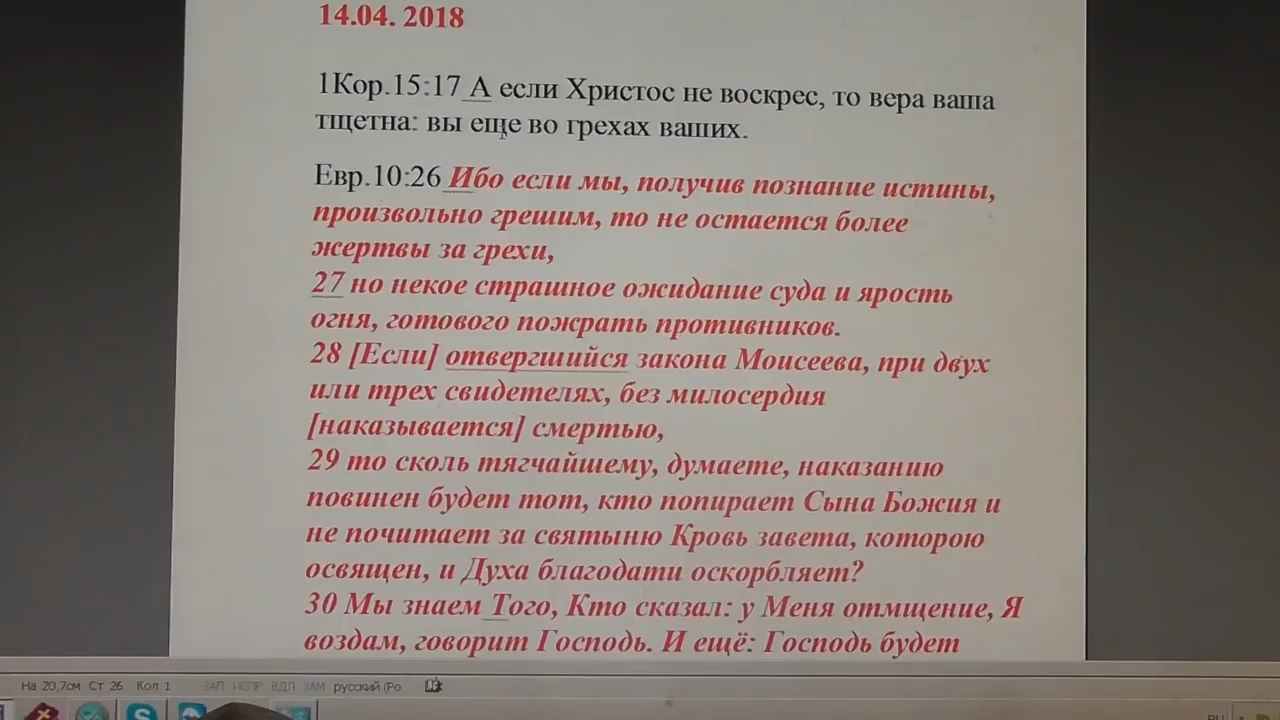 14.04. 2018
1Кор.15:17 А если Христос не воскрес, то вера ваша
тщетна: вы еще во грехах ваших.
Евр.10:26 Ибо если мы, получив познание истины,
произвольно грешим, то не остается более
жертвы за грехи,
27 но некое страшное ожидание суда и ярость
огня, готового пожрать противников.
28 [Если] отвергшийся закона Моисеева, при двух
или трех свидетелях, без милосердия
[наказывается] смертью,
29 то сколь тягчайшему, думаете, наказанию
повинен будет тот, кто попирает Сына Божия и
не почитает за святыню Кровь завета, которою
освящен, и Духа благодати оскорбляет?
30 Мы знаем Того, Кто сказал: у Меня отмщение, Я
воздам, говорит Господь. И ещё: Господь будет
На 20,7см Ст 26 Кол 1 ЗАП ИСПР ВДЛ ЗАМ русский (Ро
RU